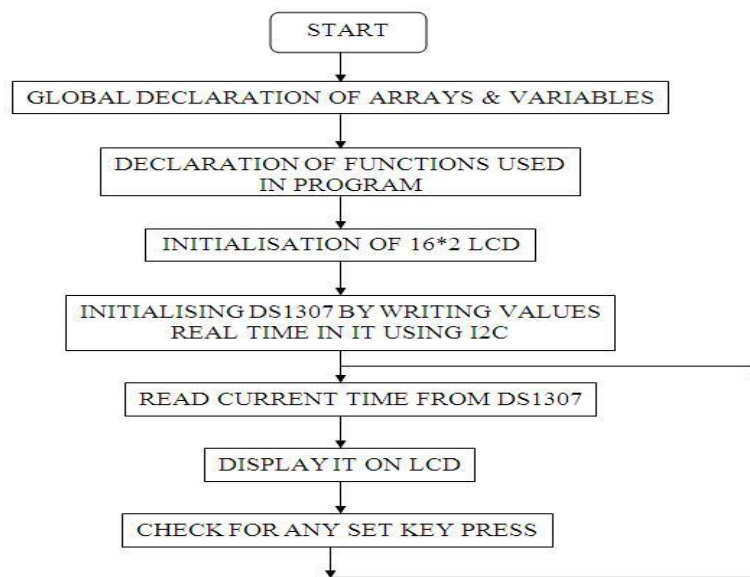 START
GLOBAL DECLARATION OF ARRAYS & VARIABLES
DECLARATION OF FUNCTIONS USED
IN PROGRAM
INITIALISATION OF 16*2 LCD
INITIALISING DS1307 BY WRITING VALUES
REAL TIME IN IT USING I2C
READ CURRENT TIME FROM DS1307
DISPLAY IT ON LCD
CHECK FOR ANY SET KEY PRESS